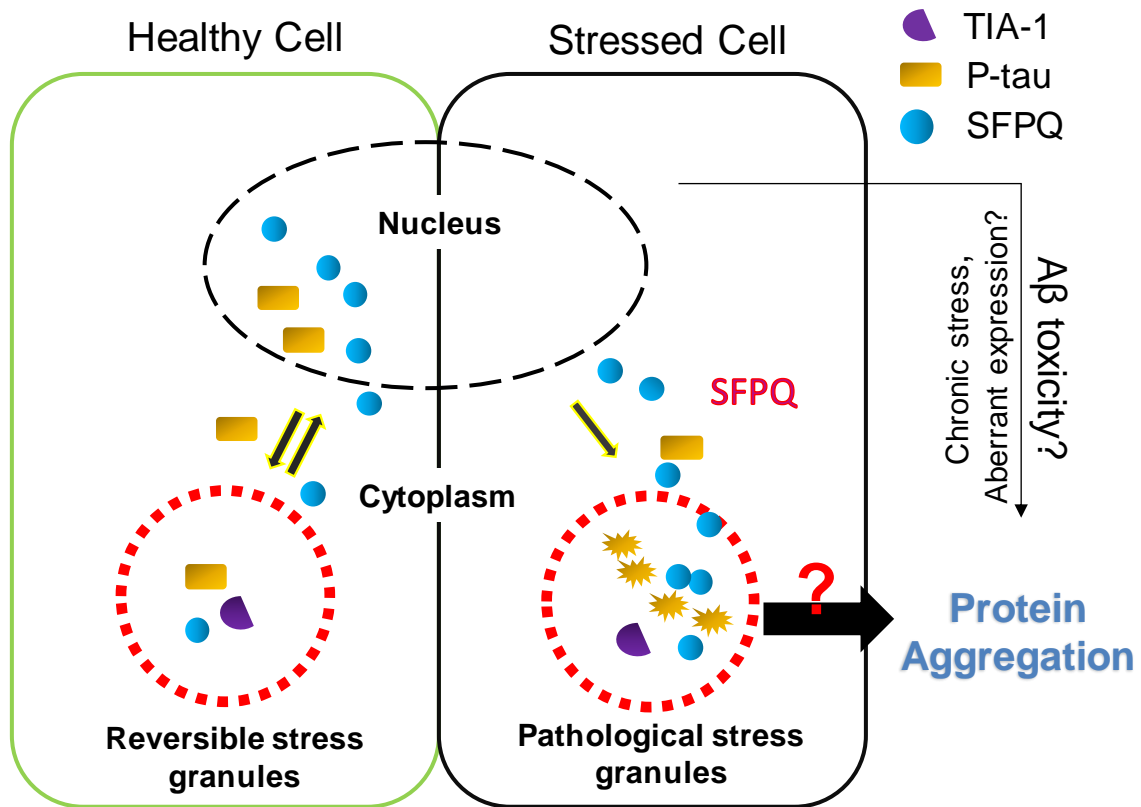 Healthy Cell
Stressed Cell
TIA-1
P-tau
SFPQ
Nucleus
SFPQ
Cytoplasm
Chronic stress,
Aberrant expression?
Aβ toxicity?
?
Protein
Aggregation
Reversible stress
granules
Pathological stress
granules